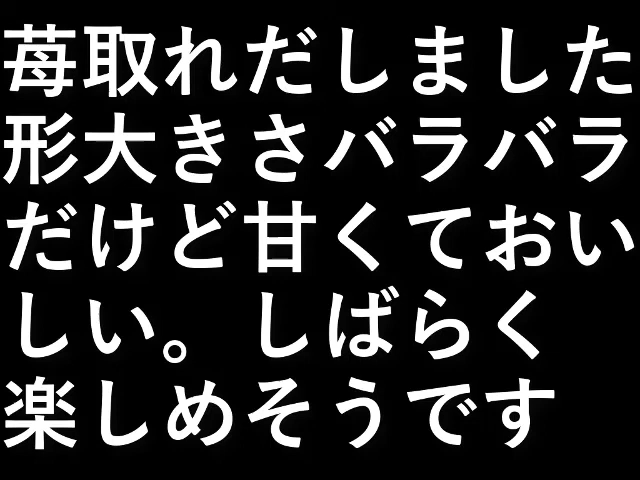 苺取れだしました
形大きさバラバラ
だけど甘くておい
しい。しばらく
楽しめそうです